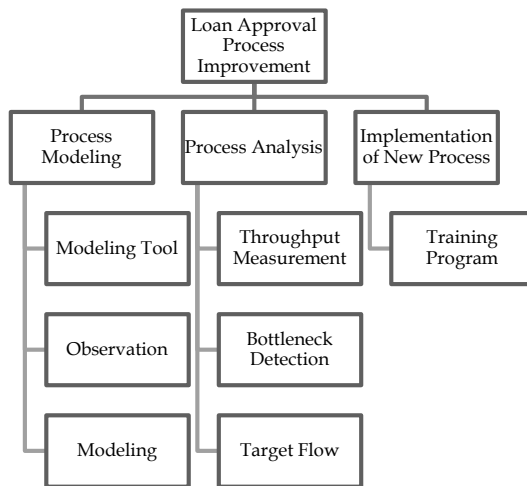 Loan Approval
Process
Improvement
Process
Modeling
Process Analysis
Implementation
of New Process
Modeling Tool
Throughput
Measurement
Training
Program
Observation
Bottleneck
Detection
Modeling
Target Flow